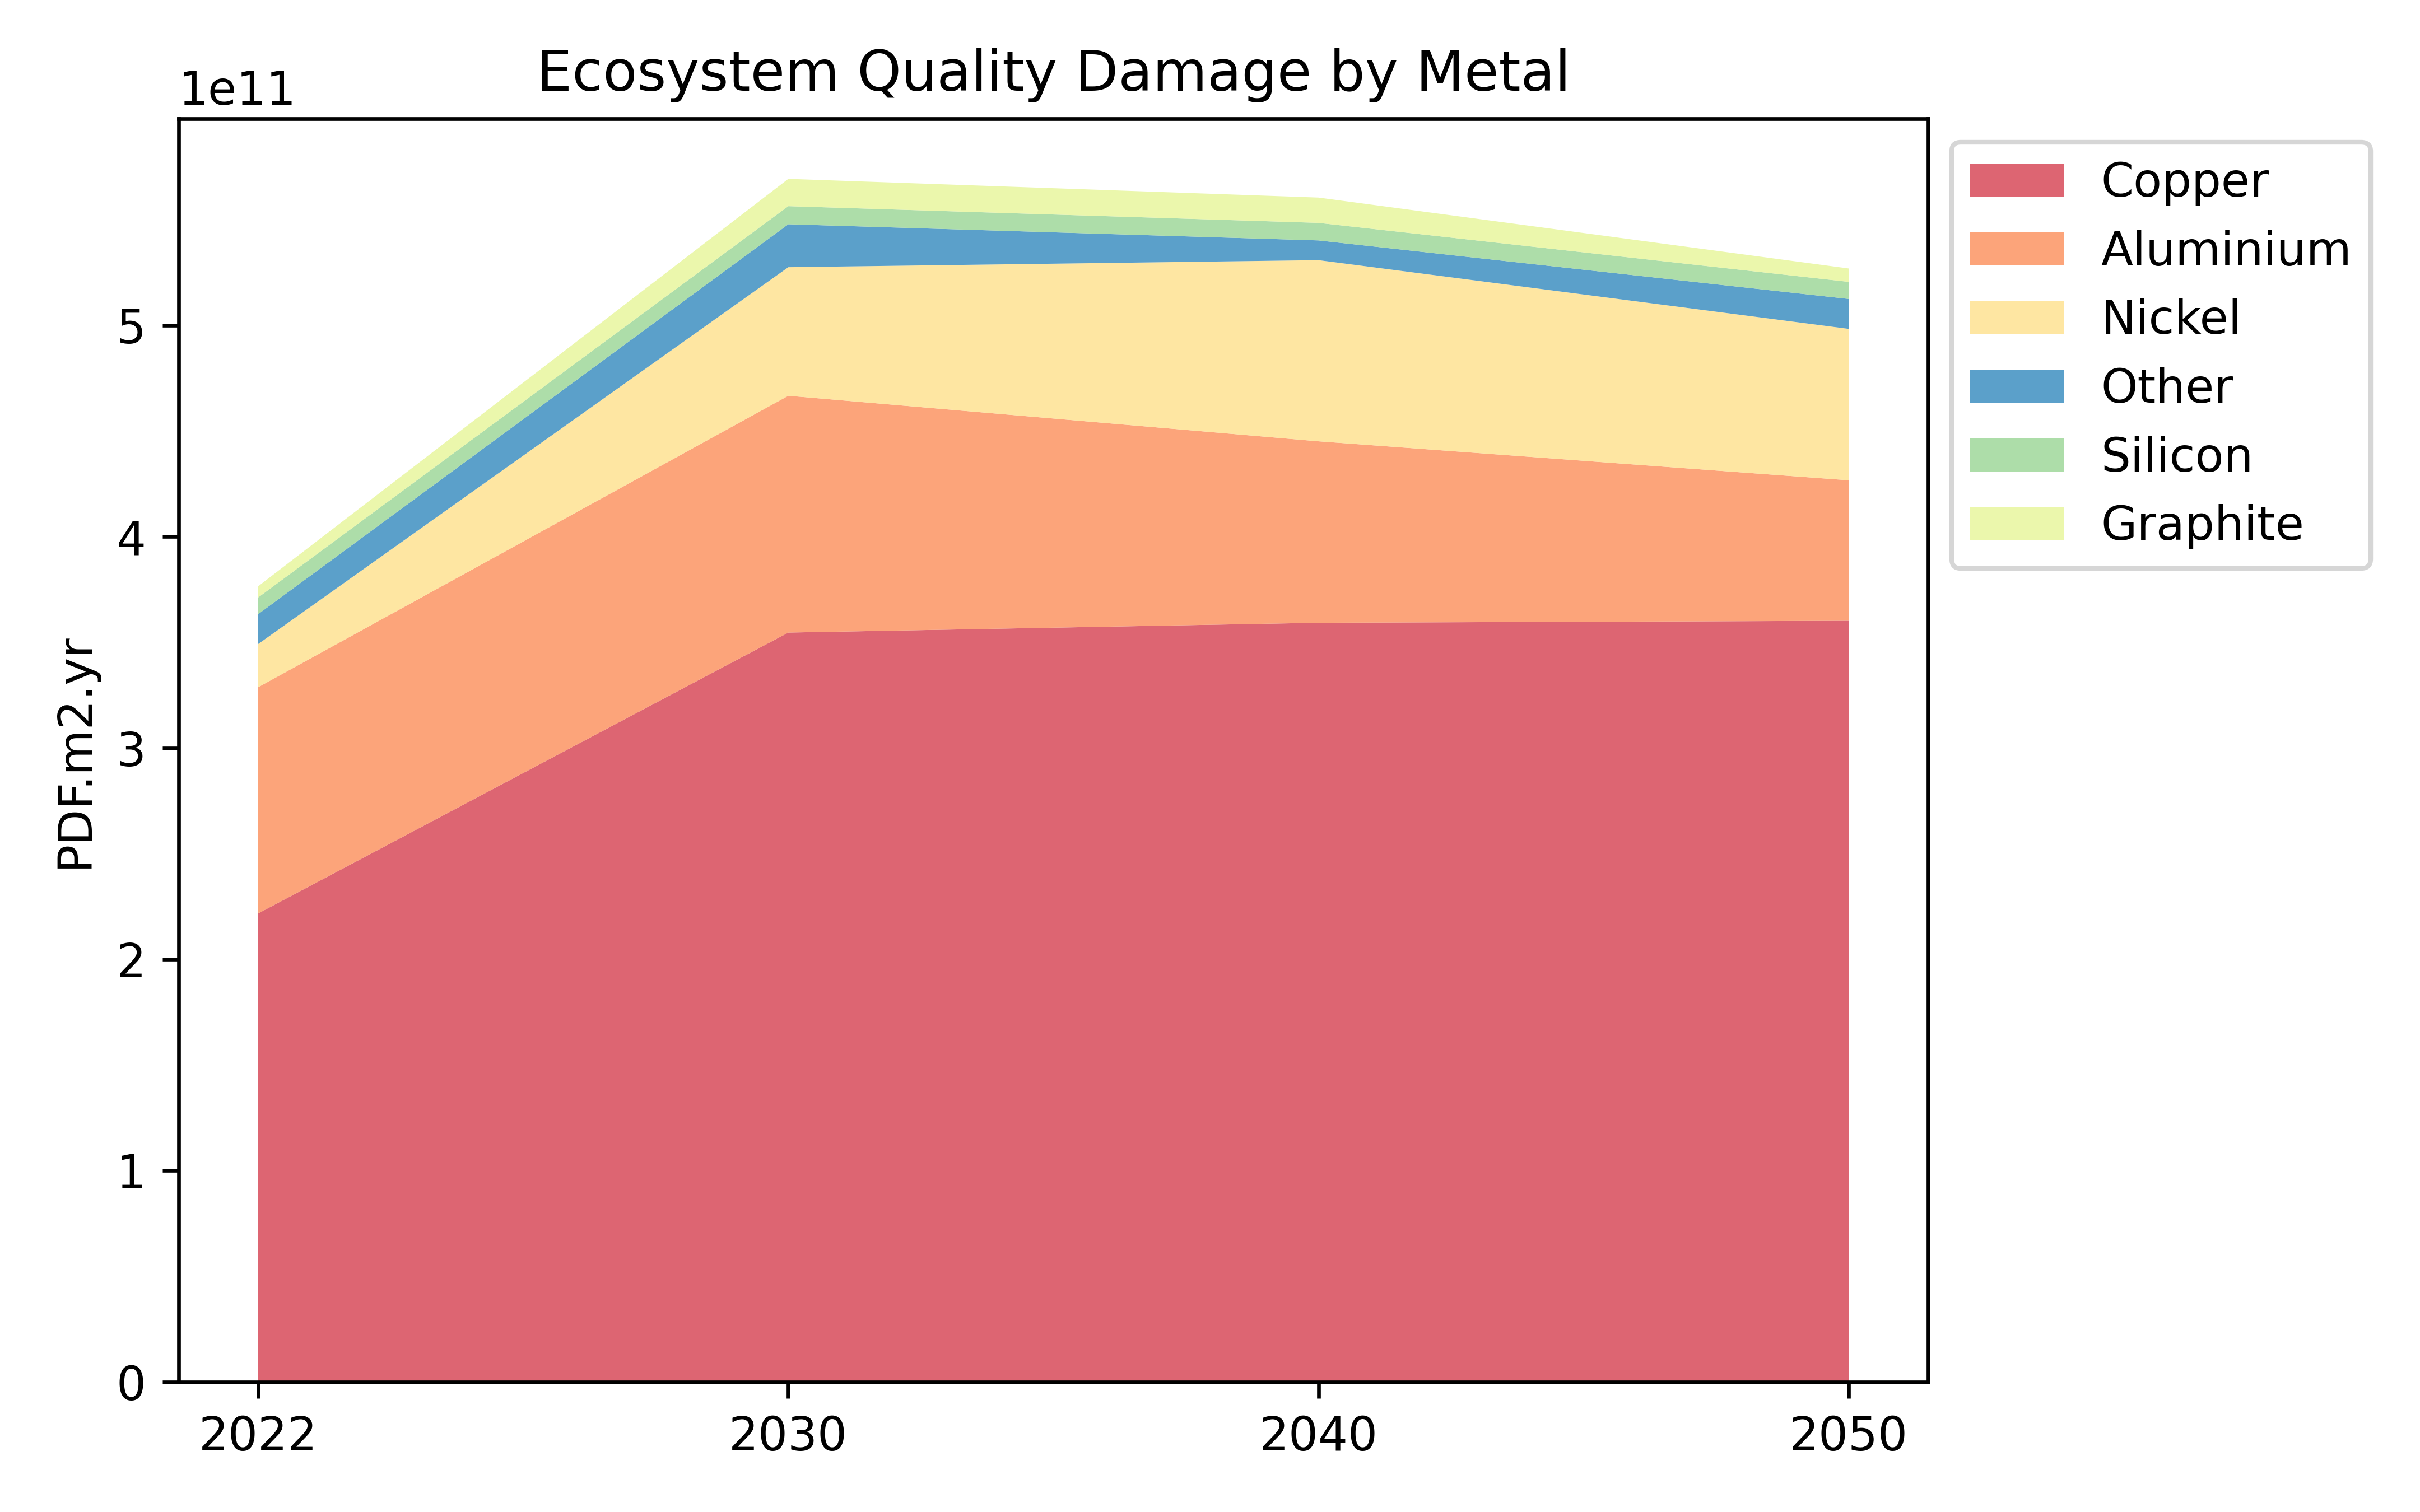 Ecosystem Quality Damage by Metal
1e11
PDF.m2.yr
5
4
3
2
1
0
2022
2030
2040
2050
Copper
Aluminium
Nickel
Other
Silicon
Graphite